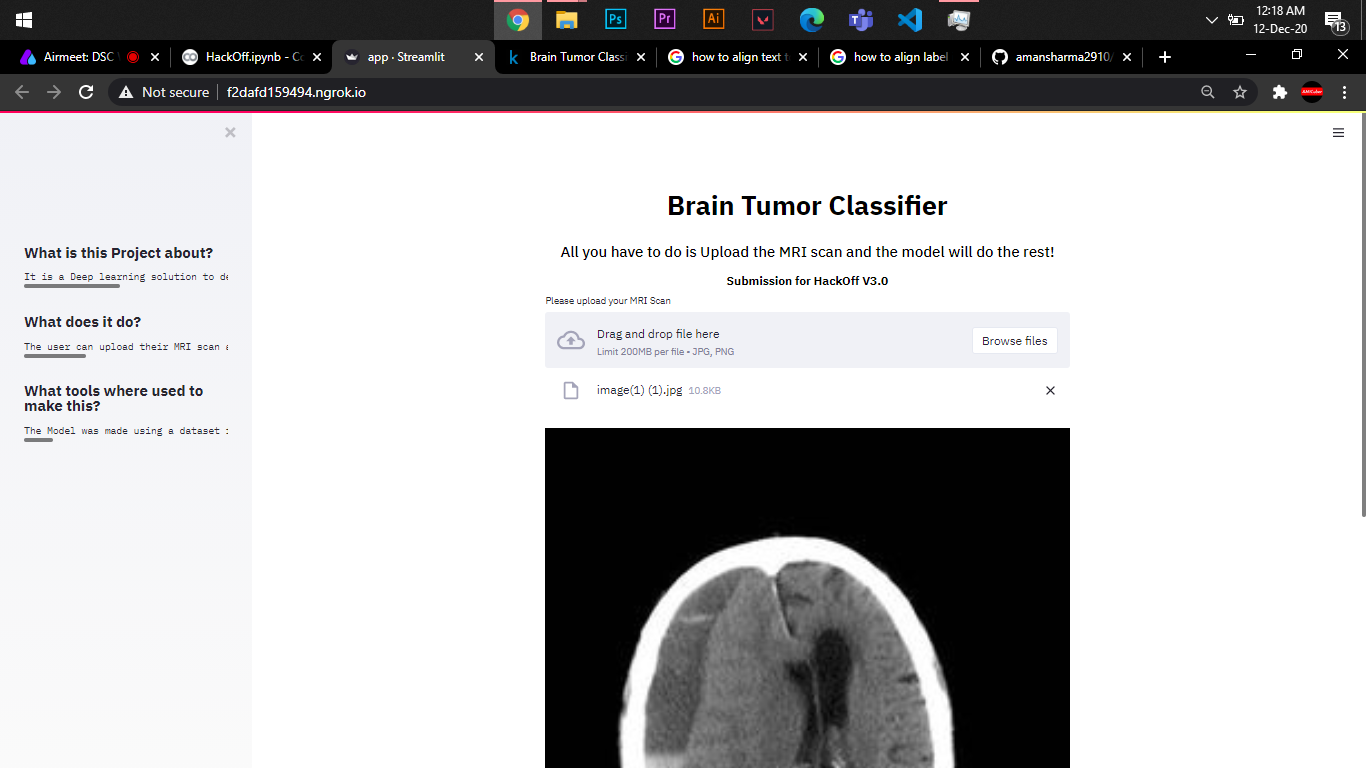 12:18 AM
12-Dec-20
13
Ps
Pr
Ai
Airmeet: DSC
HackOff.ipynb - Co
app · Streamlit
Brain Tumor Class
how to align text t
how to align label
amansharma2910/
Not secure
f2dafd159494.ngrok.io
What is this Project about?
It is a Deep learning solution to de
What does it do?
The user can upload their MRI scan a
What tools where used to
make this?
The Model was made using a dataset
Brain Tumor Classifier
All you have to do is Upload the MRI scan and the model will do the rest!
Submission for HackOff V3.0
Please upload your MRI Scan
Drag and drop file here
Limit 200MB per file • JPG, PNG
Browse files
image(1) (1).jpg 10.8KB